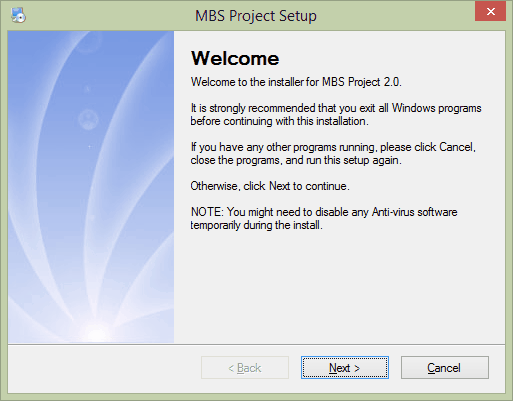 MBS Project Setup
Welcome
Welcome to the installer for MBS Project 2.0.
It is strongly recommended that you exit all Windows programs
before continuing with this installation.
If you have any other programs running, please click Cancel,
close the programs, and run this setup again.
Otherwise, click Next to continue.
NOTE: You might need to disable any Anti-virus software
temporarily during the install.
< Back
Next >
Cancel